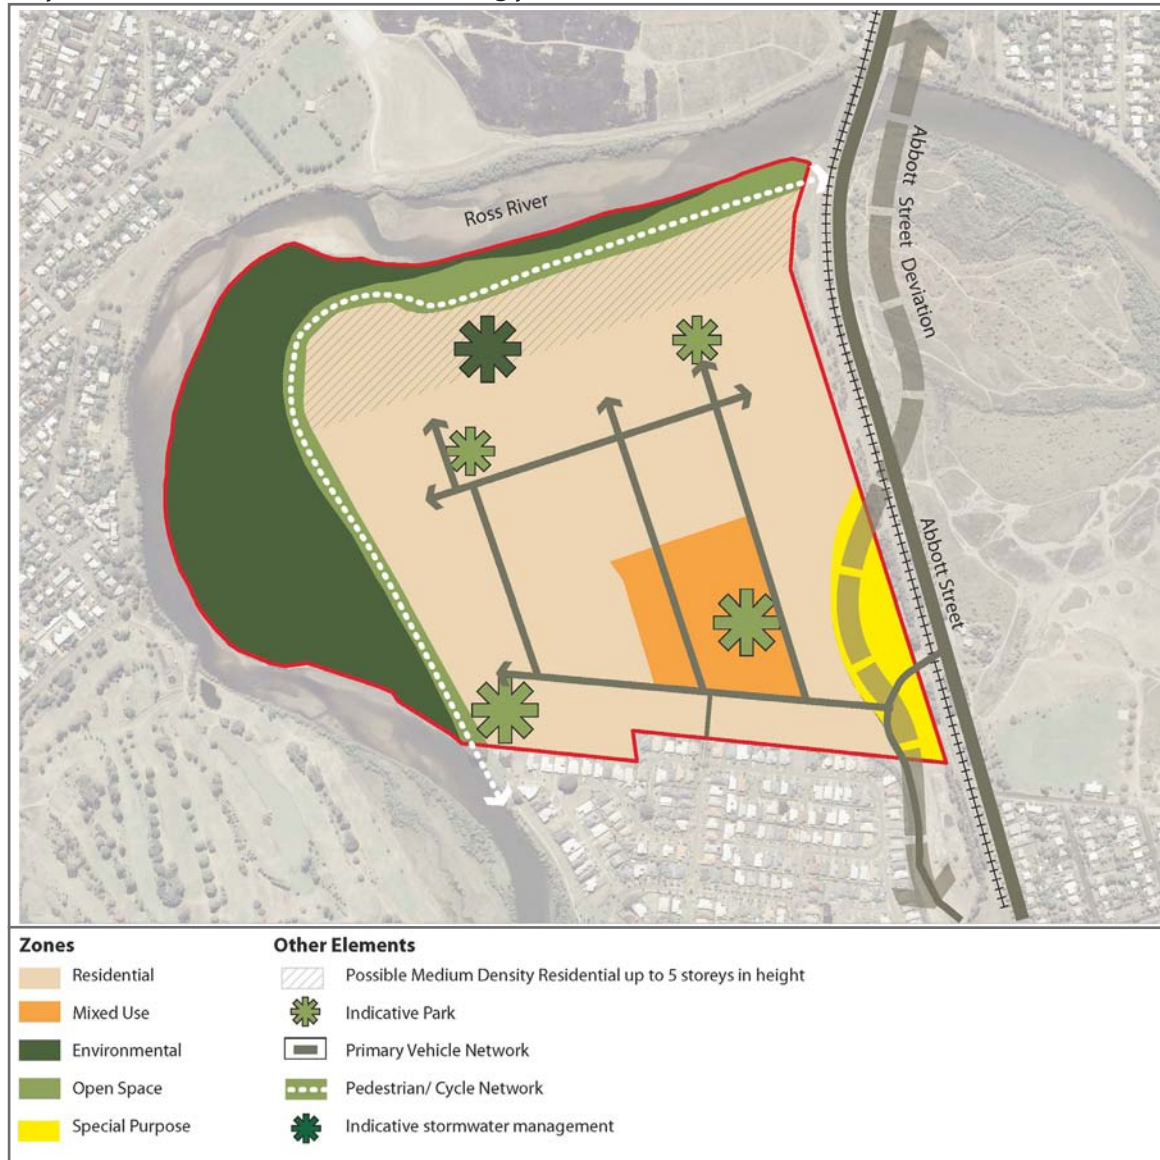 Ross River
Abbott Street Deviation
Abbott Street
Zones
Residential
Mixed Use
Environmental
Open Space
Special Purpose
Other Elements
Possible Medium Density Residential up to 5 storeys in height
Indicative Park
Primary Vehicle Network
Pedestrian/ Cycle Network
Indicative stormwater management